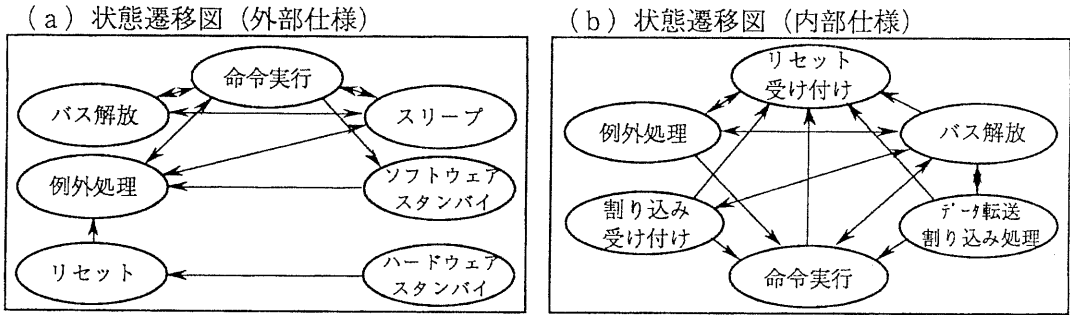 (a) 状態遷移図 (外部仕様)
命令実行
バス解放
スリープ
例外処理
ソフトウェア
スタンバイ
リセット
ハードウェア
スタンバイ
(b) 状態遷移図 (内部仕様)
リセット
受け付け
例外処理
バス解放
割り込み
受け付け
データ転送
割り込み処理
命令実行